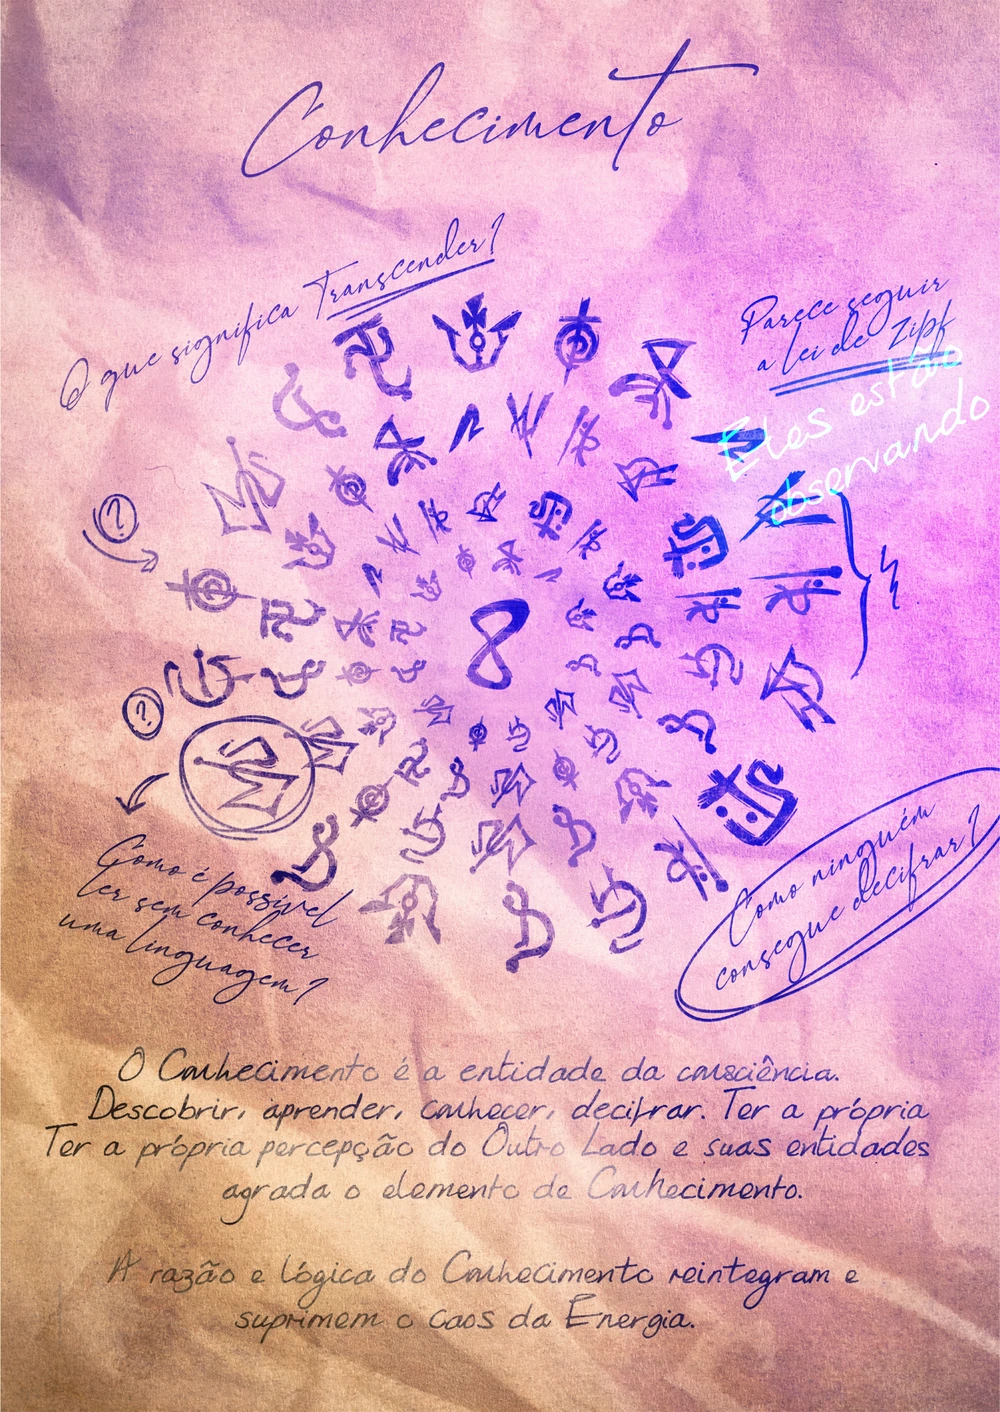 Conhecimento
O que significa Transcender?
Parece seguir
a lei de Zipf
Eles estão
observando
?
?
8
Como é possível
ler sem conhecer
uma linguagem?
Como ninguém
consegue decifrar?
O Conhecimento é a entidade da consciência.
Descobrir, aprender, conhecer, decifrar. Ter a própria
Ter a própria percepção do Outro Lado e suas entidades
agrada o elemento de Conhecimento.
A razão e lógica do Conhecimento reintegram e
suprimem o caos da Energia.